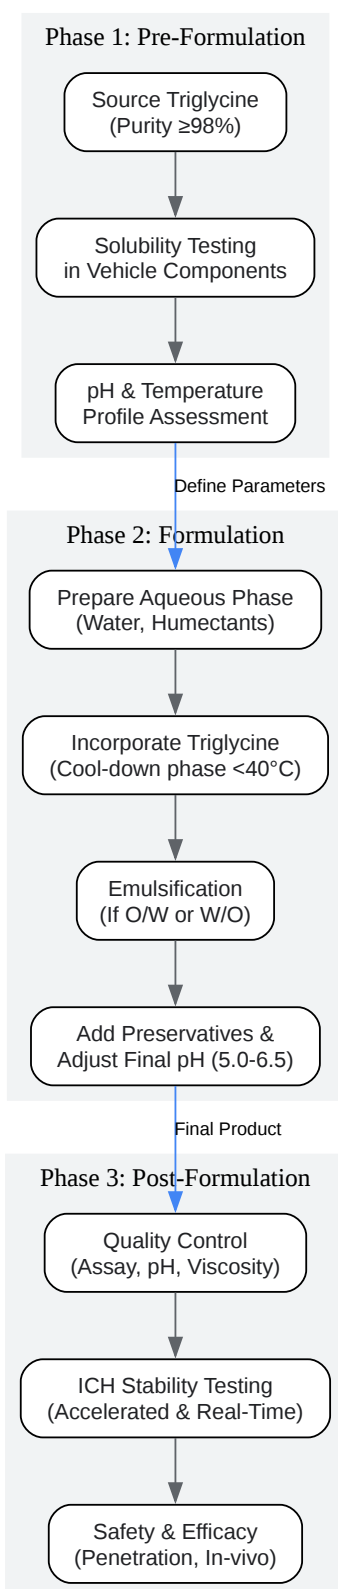 Phase 1: Pre-Formulation
Source Triglycine
(Purity ≥98%)
Solubility Testing
in Vehicle Components
pH & Temperature
Profile Assessment
Define Parameters
Phase 2: Formulation
Prepare Aqueous Phase
(Water, Humectants)
Incorporate Triglycine
(Cool-down phase <40°C)
Emulsification
(If O/W or W/O)
Add Preservatives &
Adjust Final pH (5.0-6.5)
Final Product
Phase 3: Post-Formulation
Quality Control
(Assay, pH, Viscosity)
ICH Stability Testing
(Accelerated & Real-Time)
Safety & Efficacy
(Penetration, In-vivo)